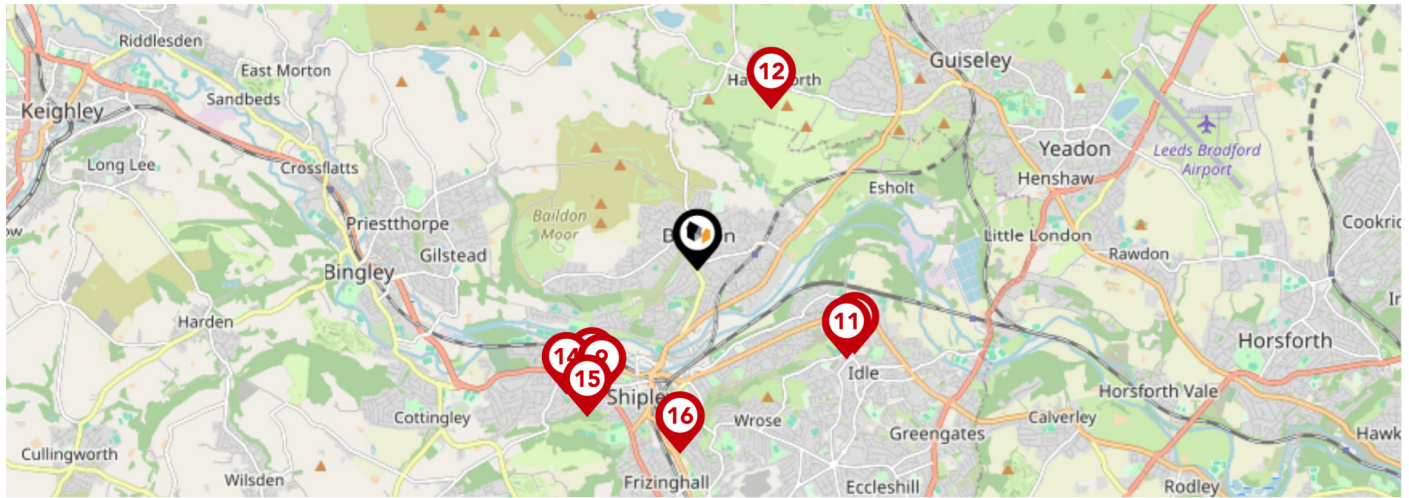 Riddlesden
East Morton
Guiseley
12
Keighley
Sandbeds
Yeadon
Leeds Bradford
Airport
Long Lee
Crossflatts
Henshaw
Esholt
Priestthorpe
Baildon
Moor
Gilstead
Little London
Rawdon
Bingley
Harden
11
Horsforth
14
15
Idle
Shipley
Horsforth Vale
Cottingley
16
Wrose
Calverley
Greengates
Cullingworth
Wilsden
Frizinghall
Eccleshill
Rodley